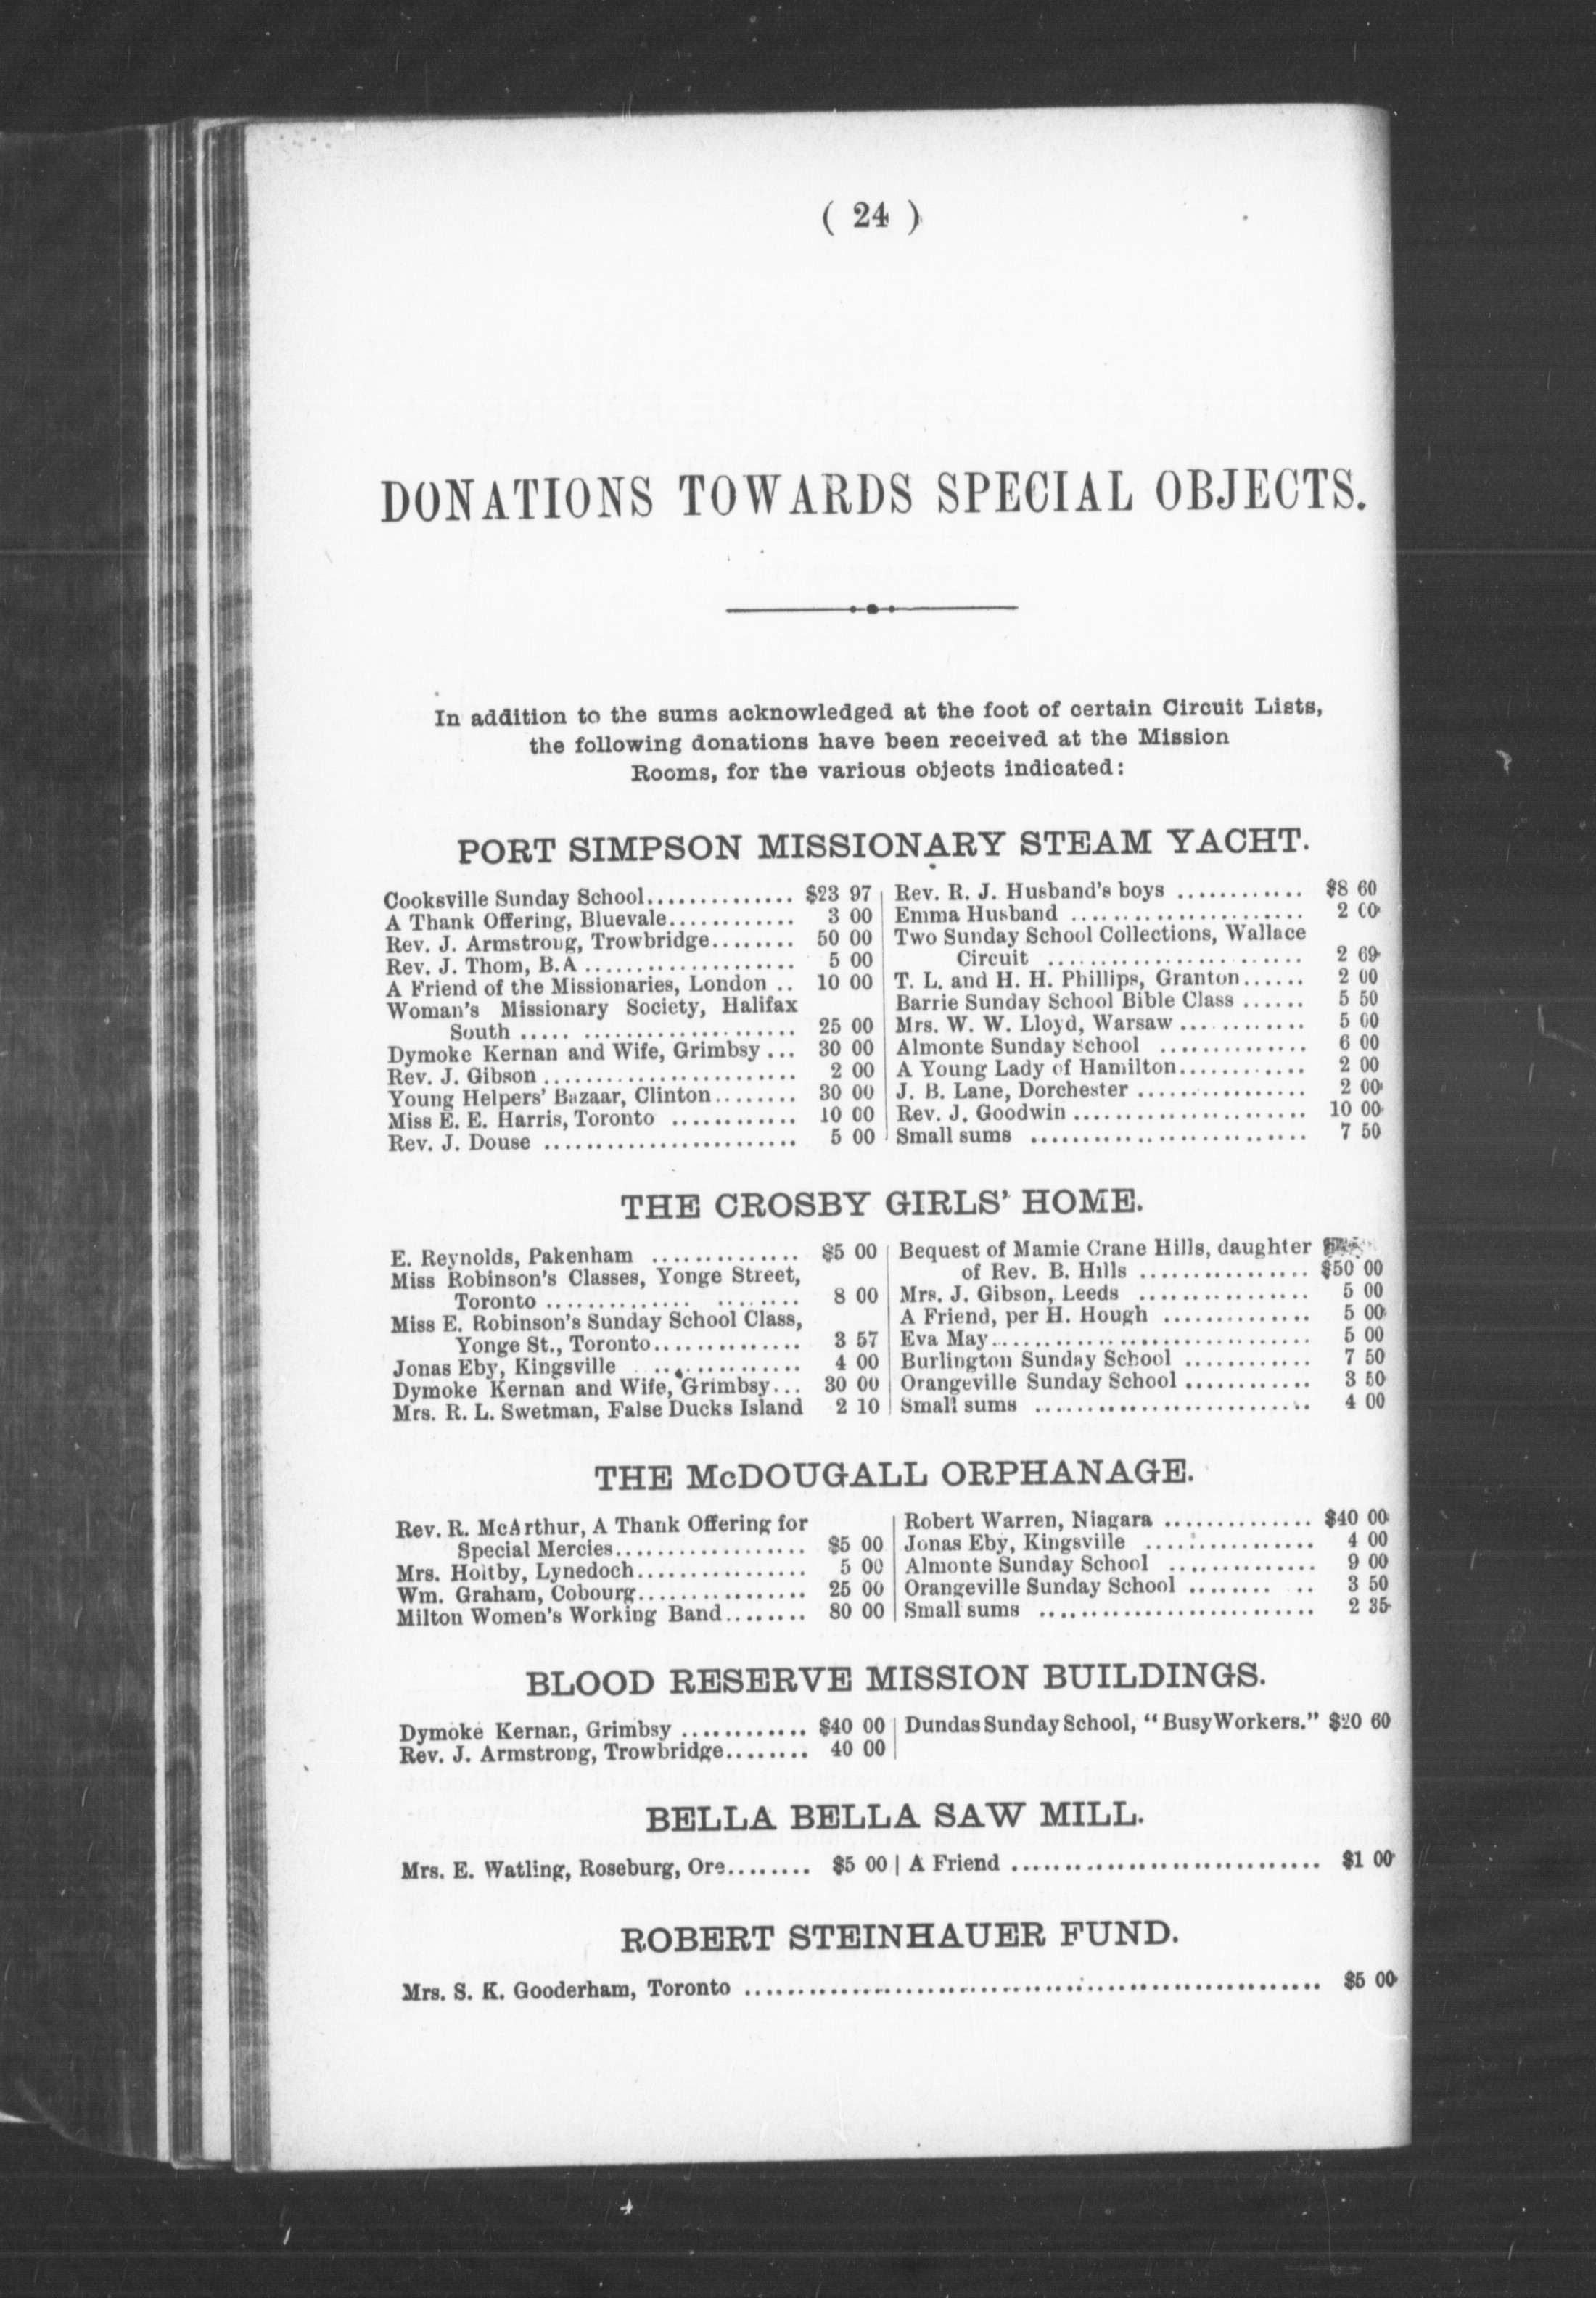 ( 24 )
DONATIONS TOWARDS SPECIAL OBJECTS.
In addition to the sums acknowledged at the foot of certain Circuit Lists,
the following donations have been received at the Mission
Rooms, for the various objects indicated:
PORT SIMPSON MISSIONARY STEAM YACHT.
Cooksville Sunday School.............. $23 97
A Thank Offering, Bluevale............ 3 00
Rev. J. Armstrong, Trowbridge........ 50 00
Rev. J. Thom, B.A .................... 5 00
A Friend of the Missionaries, London .. 10 00
Woman's Missionary Society, Halifax
South ..... .................... 25 00
Dymoke Kernan and Wife, Grimbsy ... 30 00
Rev. J. Gibson ........................ 2 00
Young Helpers' Bazaar, Clinton........ 30 00
Miss E. E. Harris, Toronto ............ 10 00
Rev. J. Douse ........................ 5 00
Rev. R. J. Husband's boys ............ $8 60
Emma Husband ...................... 2 00
Two Sunday School Collections, Wallace
Circuit ........................ 2 69
T. L. and H. H. Phillips, Granton...... 2 00
Barrie Sunday School Bible Class ...... 5 50
Mrs. W. W. Lloyd, Warsaw ............ 5 00
Almonte Sunday School .............. 6 00
A Young Lady of Hamilton............ 2 00
J. B. Lane, Dorchester ................ 2 00
Rev. J. Goodwin ...................... 10 00
Small sums .......................... 7 50
THE CROSBY GIRLS' HOME.
E. Reynolds, Pakenham .............. $5 00
Miss Robinson's Classes, Yonge Street,
Toronto .............. ........ 8 00
Miss E. Robinson's Sunday School Class,
Yonge St., Toronto.............. 3 57
Jonas Eby, Kingsville .............. 4 00
Dymoke Kernan and Wife, Grimbsy... 30 00
Mrs. R. L. Swetman, False Ducks Island 2 10
Bequest of Mamie Crane Hills, daughter
of Rev. B. Hills ................ $50 00
Mrs. J. Gibson, Leeds ................ 5 00
A Friend, per H. Hough .............. 5 00
Eva May.............................. 5 00
Burlington Sunday School ............ 7 50
Orangeville Sunday School ............ 3 50
Small sums .......................... 4 00
THE McDOUGALL ORPHANAGE.
Rev. R. McArthur, A Thank Offering for
Special Mercies.................. $5 00
Mrs. Holtby, Lynedoch................ 5 00
Wm. Graham, Cobourg................ 25 00
Milton Women's Working Band........ 80 00
Robert Warren, Niagara .............. $40 00
Jonas Eby, Kingsville ................ 4 00
Almonte Sunday School .............. 9 00
Orangeville Sunday School ........ .. 3 50
Small sums .......................... 2 35
BLOOD RESERVE MISSION BUILDINGS.
Dymoke Kernan, Grimbsy ............ $40 00
Rev. J. Armstrong, Trowbridge........ 40 00
Dundas Sunday School, "Busy Workers." $20 60
BELLA BELLA SAW MILL.
Mrs. E. Watling, Roseburg, Ore........ $5 00 | A Friend ............................ $1 00
ROBERT STEINHAUER FUND.
Mrs. S. K. Gooderham, Toronto .................................................... $5 00